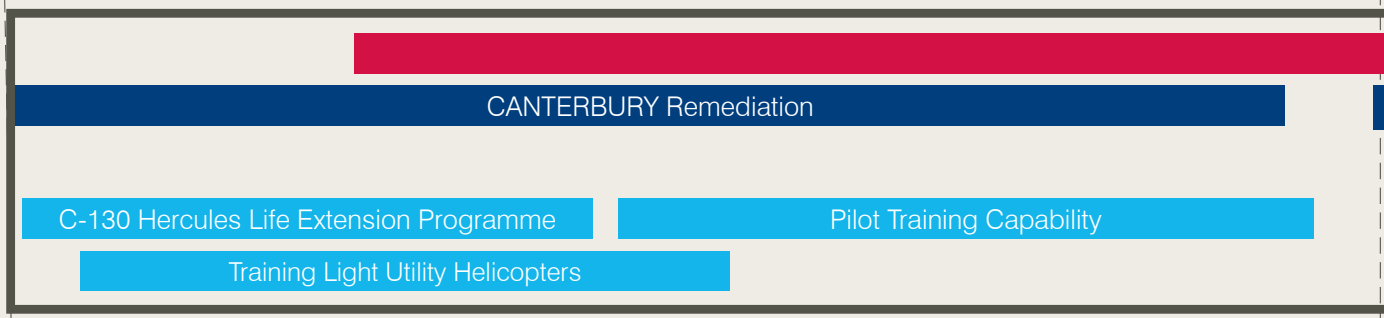 CANTERBURY Remediation
C-130 Hercules Life Extension Programme
Pilot Training Capability
Training Light Utility Helicopters